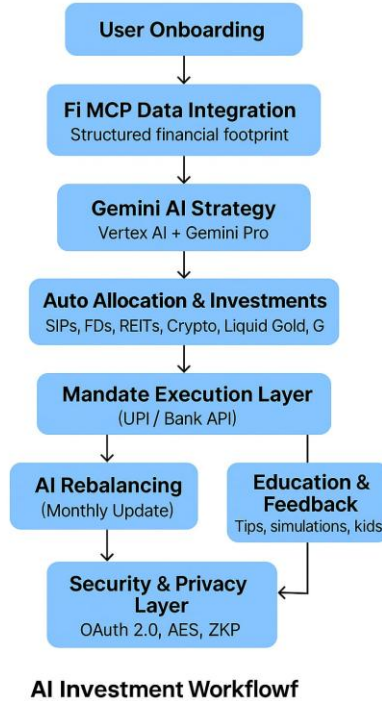 User Onboarding
Fi MCP Data Integration
Structured financial footprint
Gemini AI Strategy
Vertex AI + Gemini Pro
Auto Allocation & Investments
SIPs, FDs, REITs, Crypto, Liquid Gold, G
Mandate Execution Layer
(UPI / Bank API)
AI Rebalancing
(Monthly Update)
Education &
Feedback
Tips, simulations, kids
Security & Privacy
Layer
OAuth 2.0, AES, ZKP
AI Investment Workflowf